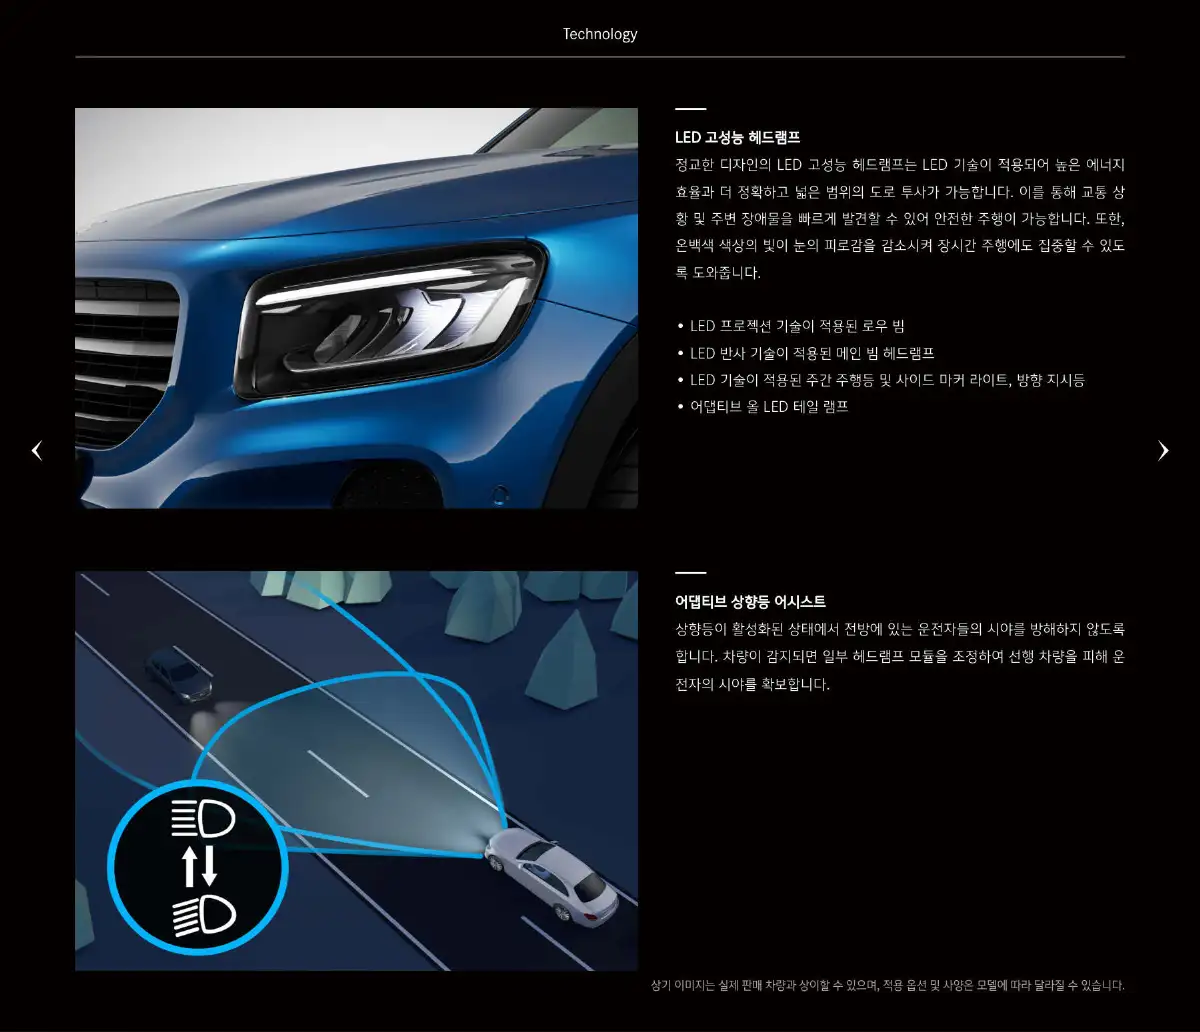 Technology
LED 고성능 헤드램프
정교한 디자인의 LED 고성능 헤드램프는 LED 기술이 적용되어 높은 에너지
효율과 더 정확하고 넓은 범위의 도로 투사가 가능합니다. 이를 통해 교통 상
황 및 주변 장애물을 빠르게 발견할 수 있어 안전한 주행이 가능합니다. 또한,
온백색 색상의 빛이 눈의 피로감을 감소시켜 장시간 주행에도 집중할 수 있도
록 도와줍니다.
• LED 프로젝션 기술이 적용된 로우 빔
• LED 반사 기술이 적용된 메인 빔 헤드램프
• LED 기술이 적용된 주간 주행등 및 사이드 마커 라이트, 방향 지시등
• 어댑티브 올 LED 테일 램프
어댑티브 상향등 어시스트
상향등이 활성화된 상태에서 전방에 있는 운전자들의 시야를 방해하지 않도록
합니다. 차량이 감지되면 일부 헤드램프 모듈을 조정하여 선행 차량을 피해 운
전자의 시야를 확보합니다.
상기 이미지는 실제 판매 차량과 상이할 수 있으며, 적용 옵션 및 사양은 모델에 따라 달라질 수 있습니다.